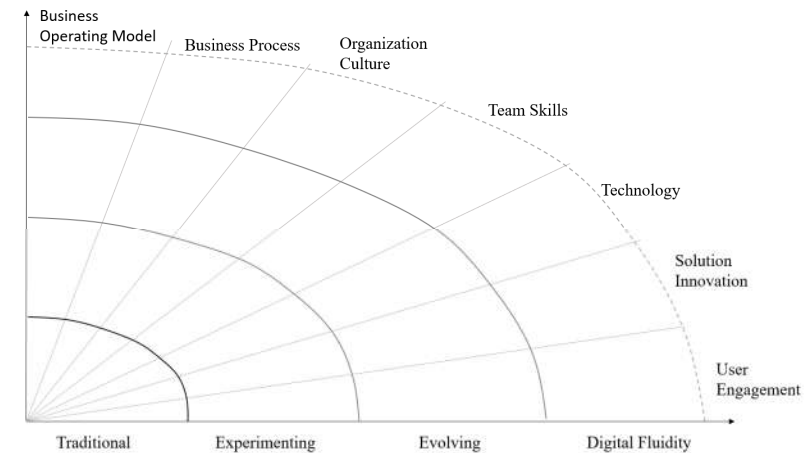 Business
Operating Model
Business Process
Organization
Culture
Team Skills
Technology
Solution
Innovation
User
Engagement
Traditional
Experimenting
Evolving
Digital Fluidity